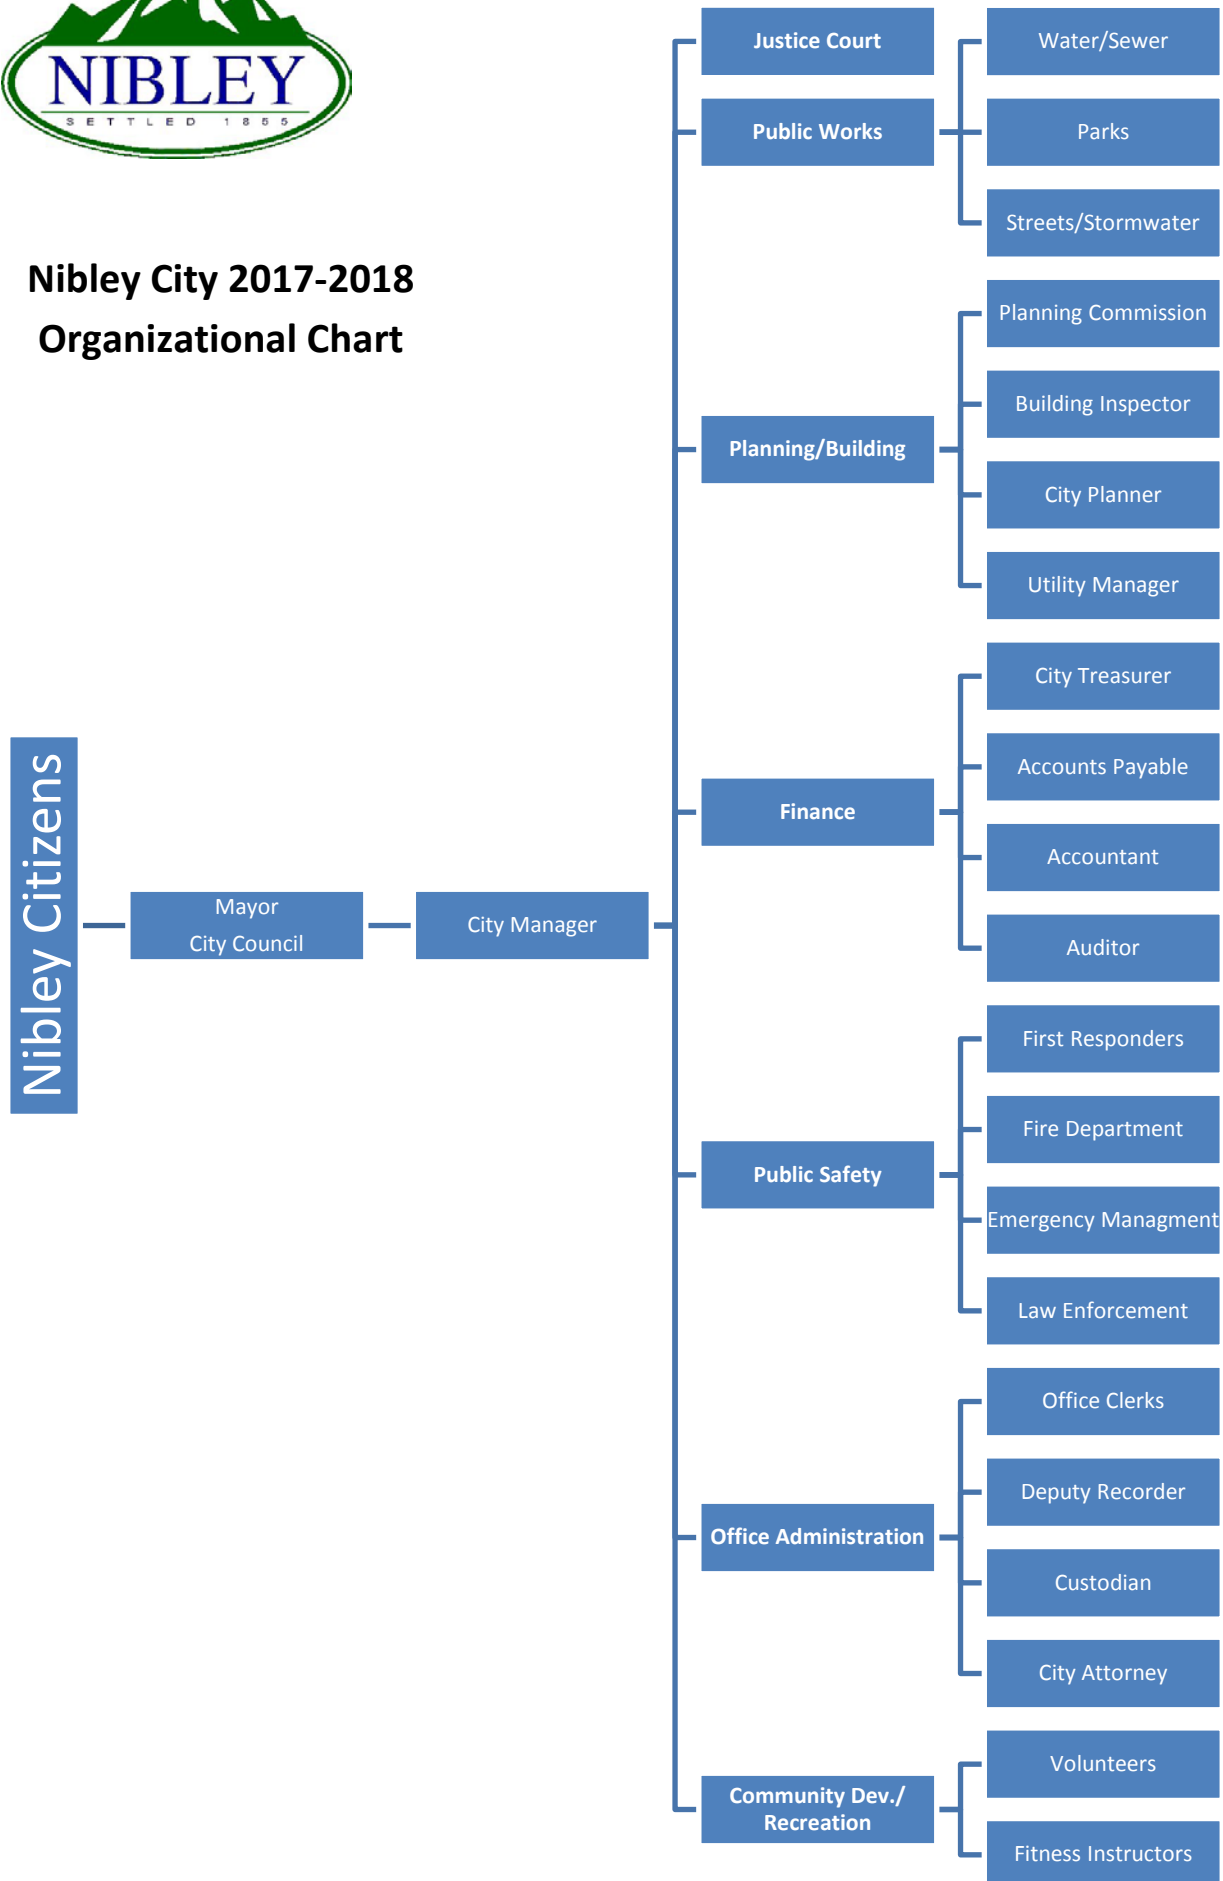 NIBLEY
SETTLED 1855
Nibley City 2017-2018
Organizational Chart
Nibley Citizens
Mayor
City Council
City Manager
Justice Court
Public Works
Water/Sewer
Parks
Streets/Stormwater
Planning/Building
Planning Commission
Building Inspector
City Planner
Utility Manager
Finance
City Treasurer
Accounts Payable
Accountant
Auditor
Public Safety
First Responders
Fire Department
Emergency Managment
Law Enforcement
Office Administration
Office Clerks
Deputy Recorder
Custodian
City Attorney
Community Dev./
Recreation
Volunteers
Fitness Instructors